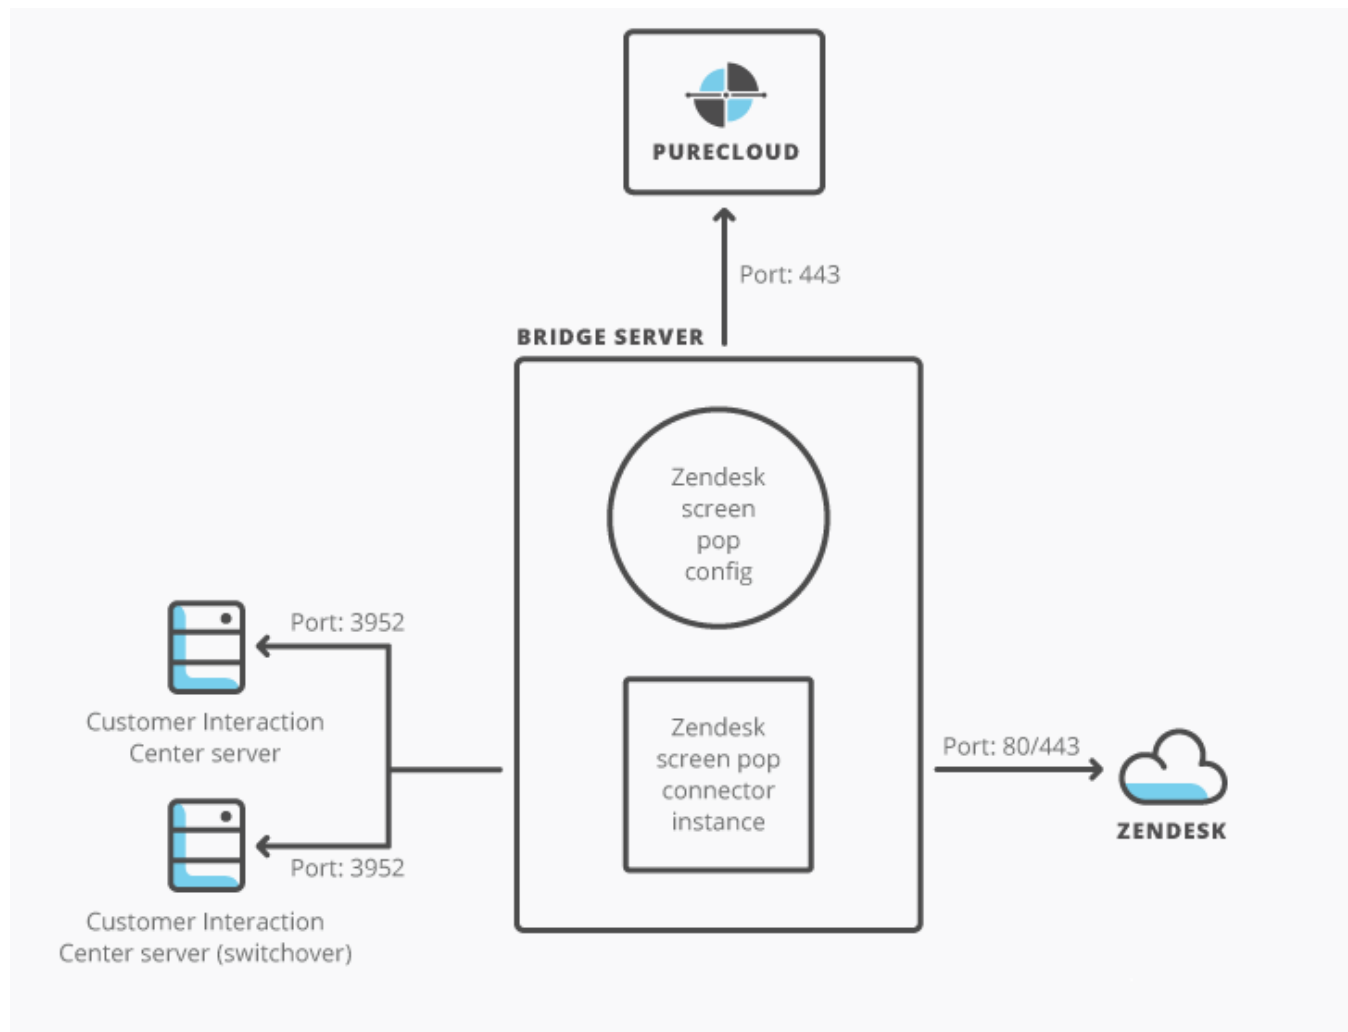 PURECLOUD
Port: 443
BRIDGE SERVER
Zendesk
screen
pop
config
Port: 3952
Customer Interaction
Center server
Zendesk
screen pop
connector
instance
Port: 80/443
ZENDESK
Port: 3952
Customer Interaction
Center server (switchover)